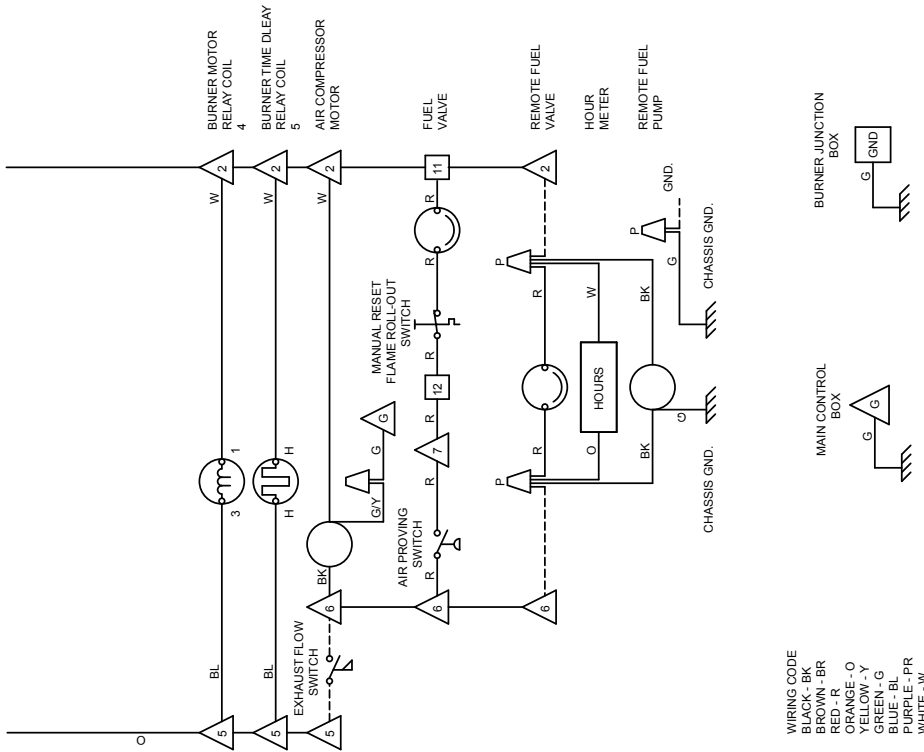 O
5
BL
3
1
W
2
BURNER MOTOR
RELAY COIL
4
5
BL
H
H
W
2
BURNER TIME DLEAY
RELAY COIL
5
5
EXHAUST FLOW
SWITCH
6
BK
G/Y
G
G
W
2
AIR COMPRESSOR
MOTOR
6
R
AIR PROVING
SWITCH
R
7
R
12
R
MANUAL RESET
FLAME ROLL-OUT
SWITCH
R
R
11
FUEL
VALVE
6
P
R
R
P
2
REMOTE FUEL
VALVE
O
HOURS
W
HOUR
METER
BK
G
BK
REMOTE FUEL
PUMP
CHASSIS GND.
P
G
GND.
CHASSIS GND.
MAIN CONTROL
BOX
G
G
BURNER JUNCTION
BOX
G
GND
WIRING CODE
BLACK - BK
BROWN - BR
RED - R
ORANGE - O
YELLOW - Y
GREEN - G
BLUE - BL
PURPLE - PR
WHITE - W